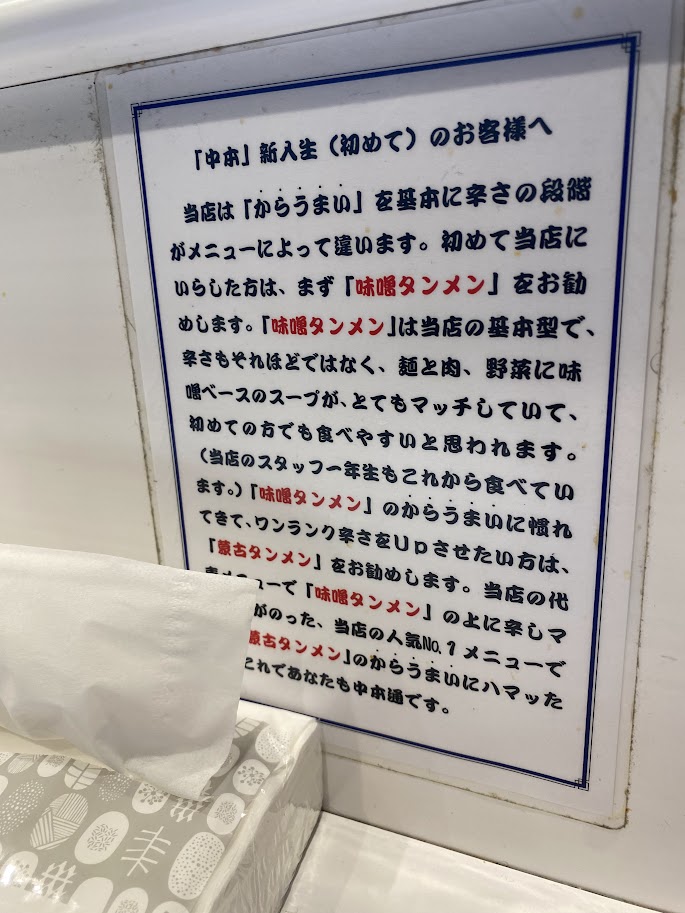 「中本」新入生（初めて）のお客様へ
当店は「からうまい」を基本に辛さの段階
がメニューによって違います。初めて当店に
いらした方は、まず「味噌タンメン」をお勧
めします。「味噌タンメン」は当店の基本型で、
辛さもそれほどではなく、麺と肉、野菜に味
噌ベースのスープが、とてもマッチしていて、
初めての方でも食べやすいと思われます。
（当店のスタッフ一年生もこれから食べてい
ます。）「味噌タンメン」のからうまいに慣れ
てきて、ワンランク辛さをUpさせたい方は、
「蒙古タンメン」をお勧めします。当店の代
メニューで「味噌タンメン」の上に辛しマ
がのった、当店の人気No.1メニューで
蒙古タンメン」のからうまいにハマッた
これであなたも中本通です。